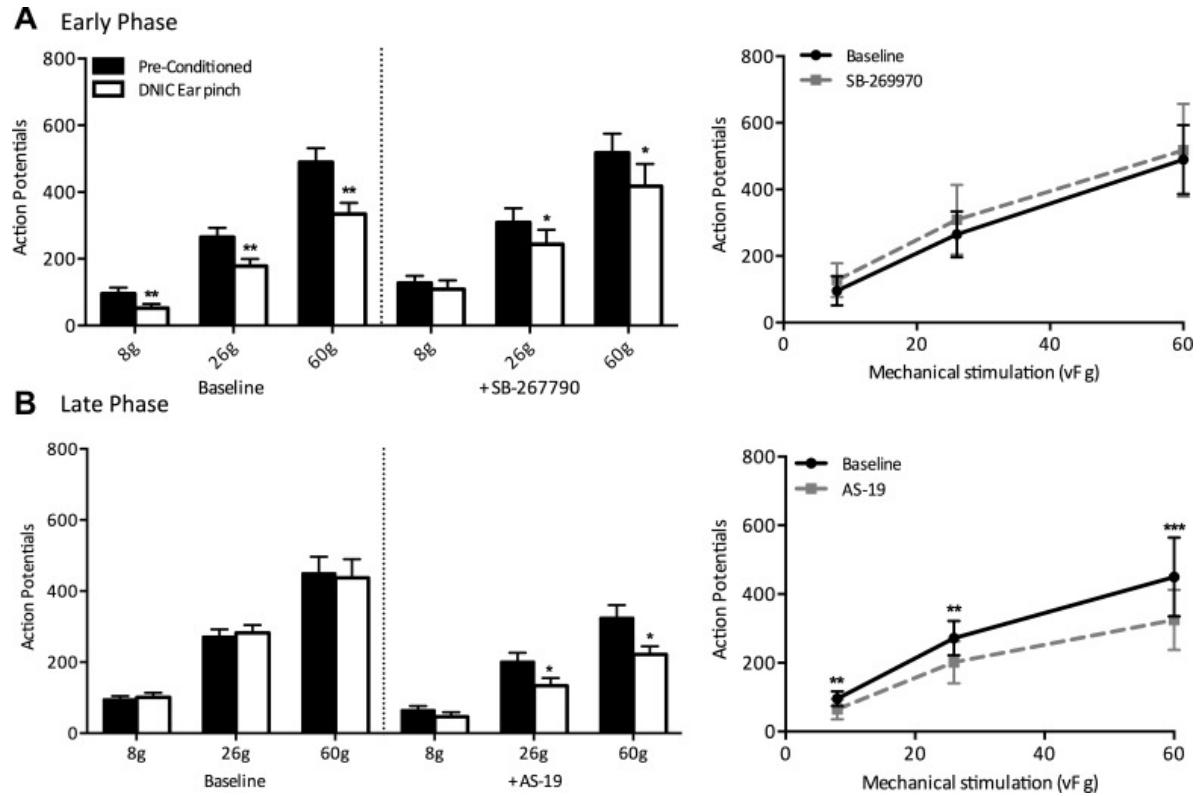 A Early Phase
800
600
400
200
0
Action Potentials
Pre-Conditioned
DNIC Ear pinch
** ** ** * *
8g 26g 60g 8g 26g 60g
Baseline +SB-267790
800
600
400
200
0
Action Potentials
Baseline
SB-269970
0 20 40 60
Mechanical stimulation (vF g)
B Late Phase
800
600
400
200
0
Action Potentials
* *
8g 26g 60g 8g 26g 60g
Baseline +AS-19
800
600
400
200
0
Action Potentials
Baseline
AS-19
** ** ***
0 20 40 60
Mechanical stimulation (vF g)